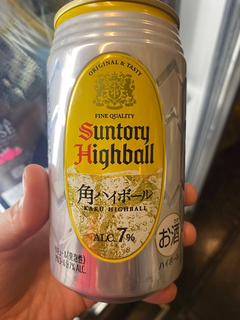 ORIGINAL & TASTY
FINE QUALITY
Suntory
Highball
角ハイボール
KAKU HIGHBALL
ALC.7%
お酒